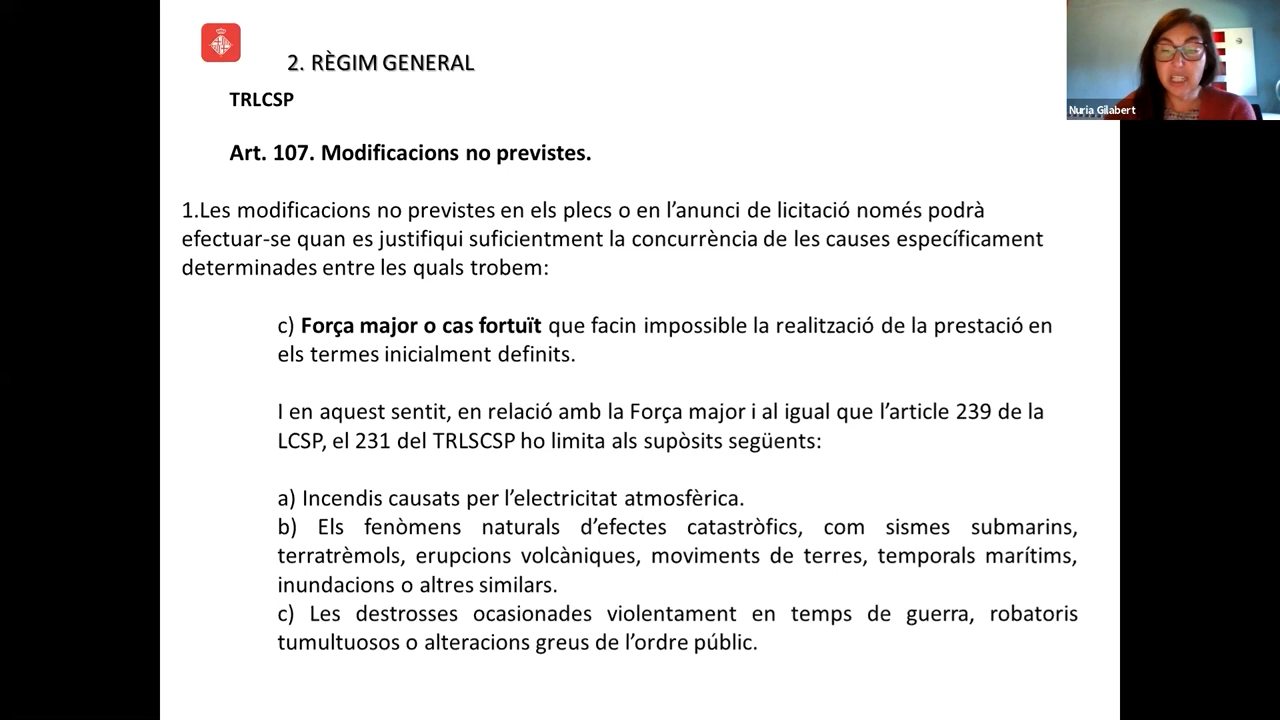 2. RÈGIM GENERAL
TRLCSP
Art. 107. Modificacions no previstes.
1.Les modificacions no previstes en els plecs o en l’anunci de licitació només podrà
efectuar-se quan es justifiqui suficientment la concurrència de les causes específicament
determinades entre les quals trobem:
c) Força major o cas fortuït que facin impossible la realització de la prestació en
els termes inicialment definits.
I en aquest sentit, en relació amb la Força major i al igual que l’article 239 de la
LCSP, el 231 del TRLSCSP ho limita als supòsits següents:
a) Incendis causats per l’electricitat atmosfèrica.
b) Els fenòmens naturals d’efectes catastròfics, com sismes submarins,
terratrèmols, erupcions volcàniques, moviments de terres, temporals marítims,
inundacions o altres similars.
c) Les destrosses ocasionades violentament en temps de guerra, robatoris
tumultuosos o alteracions greus de l’ordre públic.
Nuria Gilabert